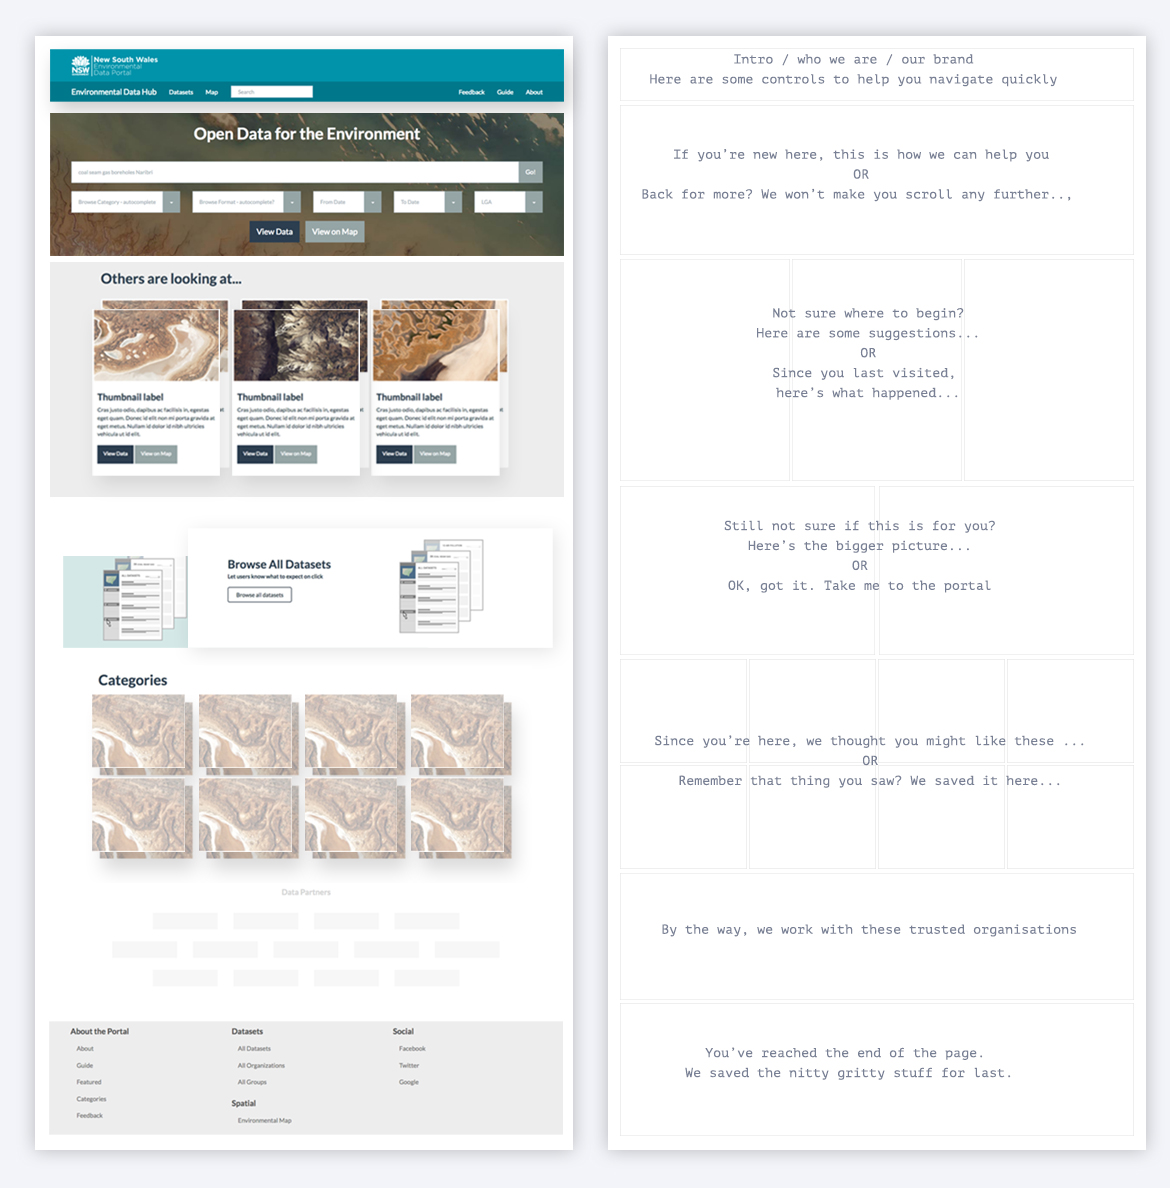 New South Wales
Environmental
Data Portal
NSW
Environmental Data Hub
Datasets
Map
Search
Feedback
Guide
About
Open Data for the Environment
coal seam gas boreholes Naribri
Go!
Browse Category - autocomplete
Browse Format - autocomplete?
From Date
To Date
LGA
View Data
View on Map
Others are looking at...
Thumbnail label
Cras justo odio, dapibus ac facilisis in, egestas
eget quam. Donec id elit non mi porta gravida at
eget metus. Nullam id dolor id nibh ultricies
vehicula ut id elit.
View Data
View on Map
Thumbnail label
Cras justo odio, dapibus ac facilisis in, egestas
eget quam. Donec id elit non mi porta gravida at
eget metus. Nullam id dolor id nibh ultricies
vehicula ut id elit.
View Data
View on Map
Thumbnail label
Cras justo odio, dapibus ac facilisis in, egestas
eget quam. Donec id elit non mi porta gravida at
eget metus. Nullam id dolor id nibh ultricies
vehicula ut id elit.
View Data
View on Map
ALL DATASETS
Browse All Datasets
Let users know what to expect on click
Browse all datasets
ALL DATASETS
Categories
Data Partners
About the Portal
About
Guide
Featured
Categories
Feedback
Datasets
All Datasets
All Organizations
All Groups
Spatial
Environmental Map
Social
Facebook
Twitter
Google
Intro / who we are / our brand
Here are some controls to help you navigate quickly
If you're new here, this is how we can help you
OR
Back for more? We won't make you scroll any further..,
Not sure where to begin?
Here are some suggestions...
OR
Since you last visited,
here's what happened...
Still not sure if this is for you?
Here's the bigger picture...
OR
OK, got it. Take me to the portal
Since you're here, we thought you might like these ...
OR
Remember that thing you saw? We saved it here...
By the way, we work with these trusted organisations
You've reached the end of the page.
We saved the nitty gritty stuff for last.